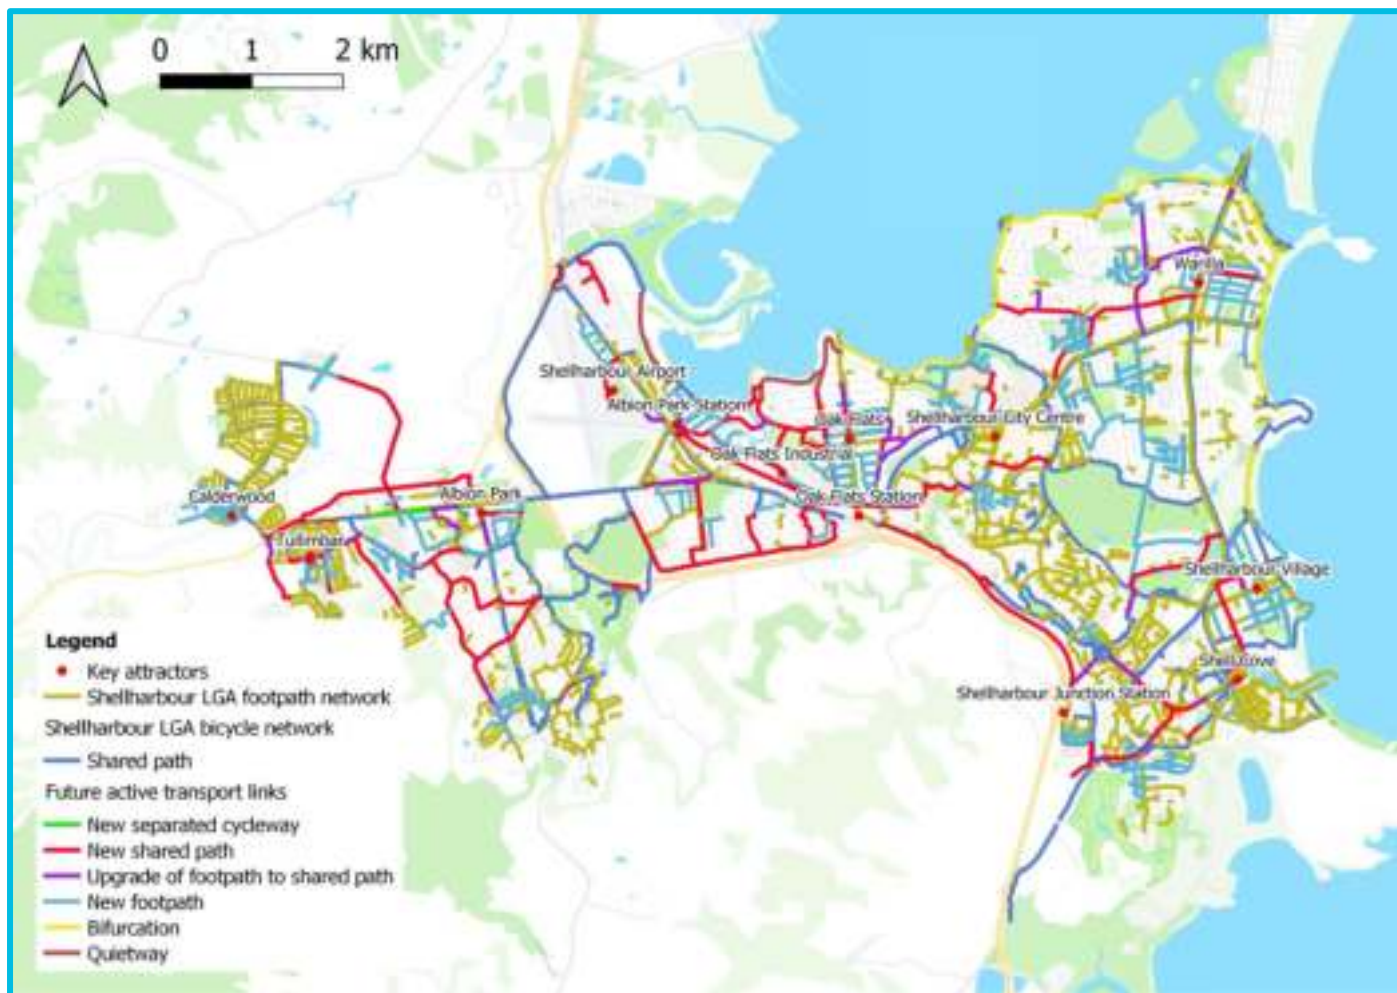 0 1 2 km
Warilla
Shellharbour Airport
Albion Park Station
Oak Flats
Shellharbour City Centre
Oak Flats Industrial
Calderwood
Albion Park
Oak Flats Station
Tullimbar
Shellharbour Village
Shell Cove
Shellharbour Junction Station
Legend
Key attractors
Shellharbour LGA footpath network
Shellharbour LGA bicycle network
Shared path
Future active transport links
New separated cycleway
New shared path
Upgrade of footpath to shared path
New footpath
Bifurcation
Quietway